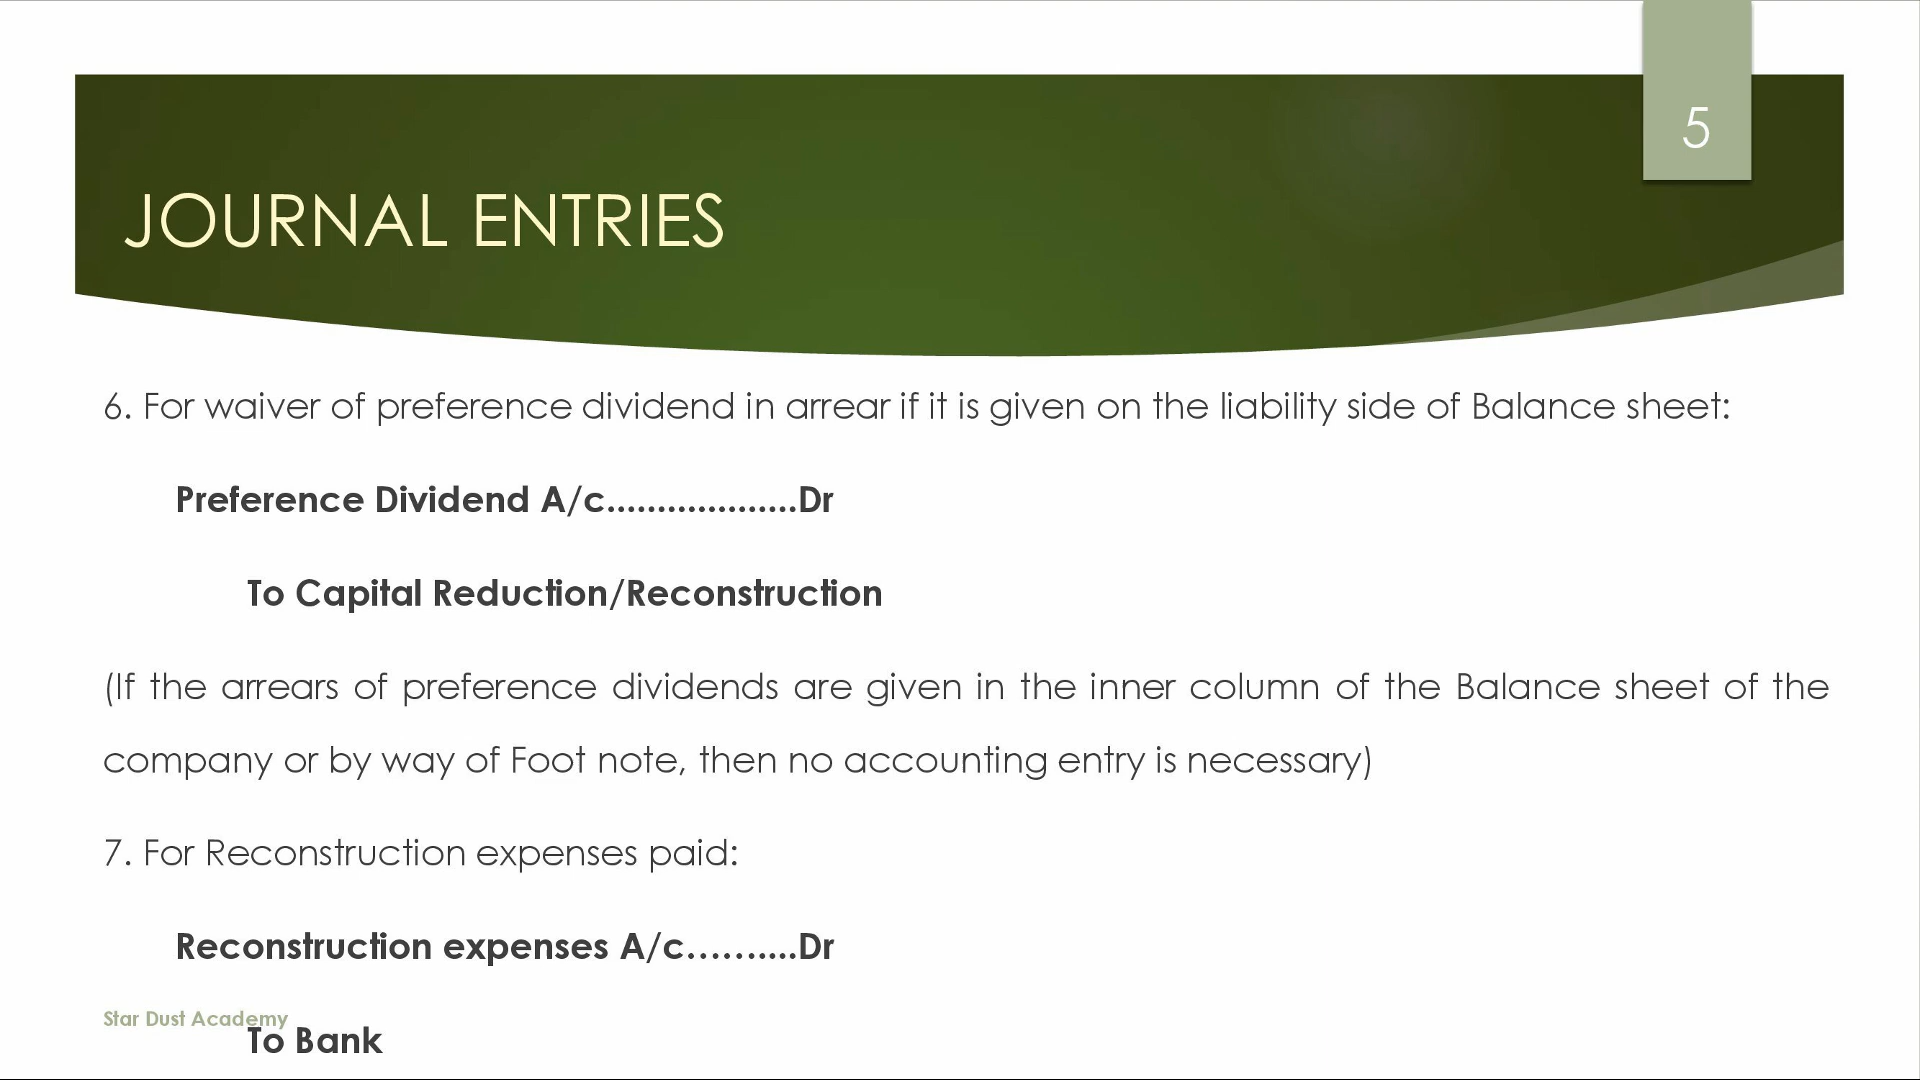 5
JOURNAL ENTRIES
6. For waiver of preference dividend in arrear if it is given on the liability side of Balance sheet:
Preference Dividend A/c...................Dr
To Capital Reduction/Reconstruction
(If the arrears of preference dividends are given in the inner column of the Balance sheet of the
company or by way of Foot note, then no accounting entry is necessary)
7. For Reconstruction expenses paid:
Reconstruction expenses A/c……....Dr
Star Dust Academy
To Bank